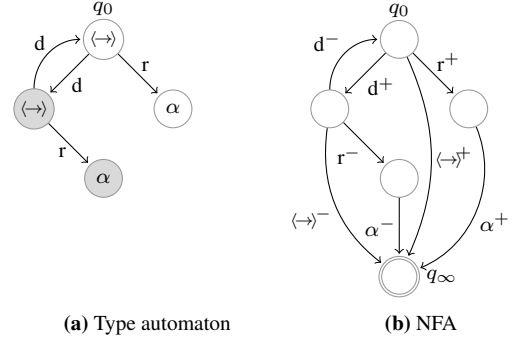 q₀
⟨→⟩
d
d
r
⟨→⟩
α
r
α
(a) Type automaton
q₀
d⁻
d⁺
r⁺
r⁻
⟨→⟩⁺
⟨→⟩⁻
α⁻
α⁺
q∞
(b) NFA